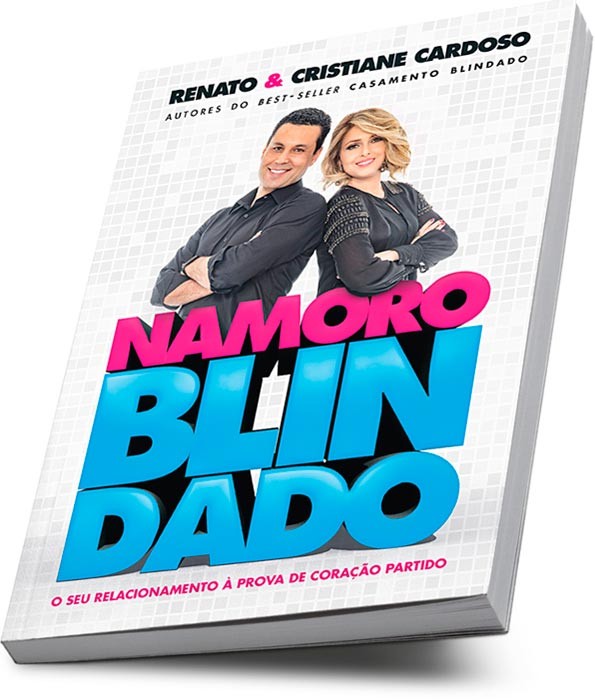 RENATO & CRISTIANE CARDOSO
AUTORES DO BEST-SELLER CASAMENTO BLINDADO
NAMORO
BLIN
DADO
O SEU RELACIONAMENTO À PROVA DE CORAÇÃO PARTIDO